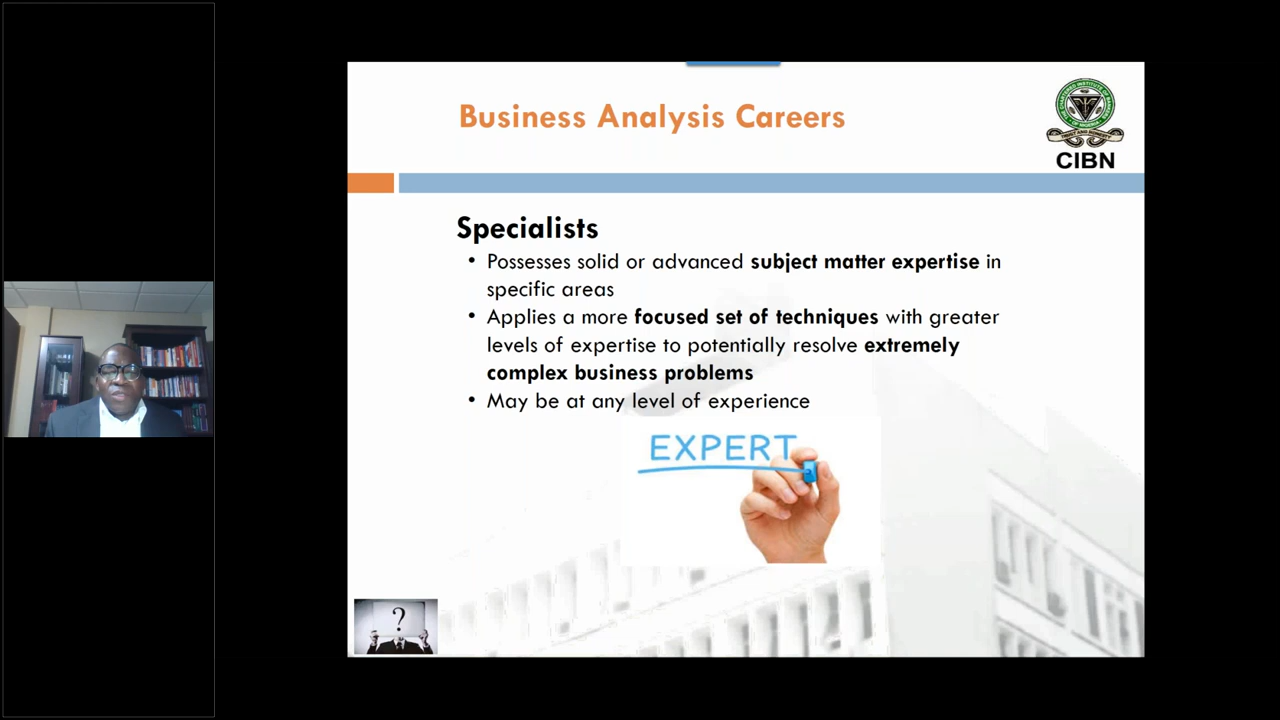 Business Analysis Careers
CIBN
Specialists
• Possesses solid or advanced subject matter expertise in
specific areas
• Applies a more focused set of techniques with greater
levels of expertise to potentially resolve extremely
complex business problems
• May be at any level of experience
EXPERT
?